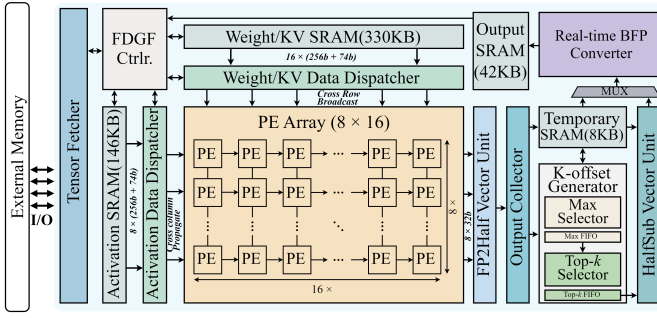 External Memory
I/O
Tensor Fetcher
FDGF
Ctrlr.
Weight/KV SRAM(330KB)
16 × (256b + 74b)
Weight/KV Data Dispatcher
Cross Row
Broadcast
Output
SRAM
(42KB)
Real-time BFP
Converter
MUX
Activation SRAM(146KB)
8 × (256b + 74b)
Activation Data Dispatcher
Cross column
Propagate
PE Array (8 × 16)
PE PE PE ··· PE PE
PE PE PE ··· PE PE
PE PE PE ··· PE PE
8×
16×
8 × 32b
FP2Half Vector Unit
Output Collector
Temporary
SRAM(8KB)
K-offset
Generator
Max
Selector
Max FIFO
Top-k
Selector
Top-k FIFO
HalfSub Vector Unit